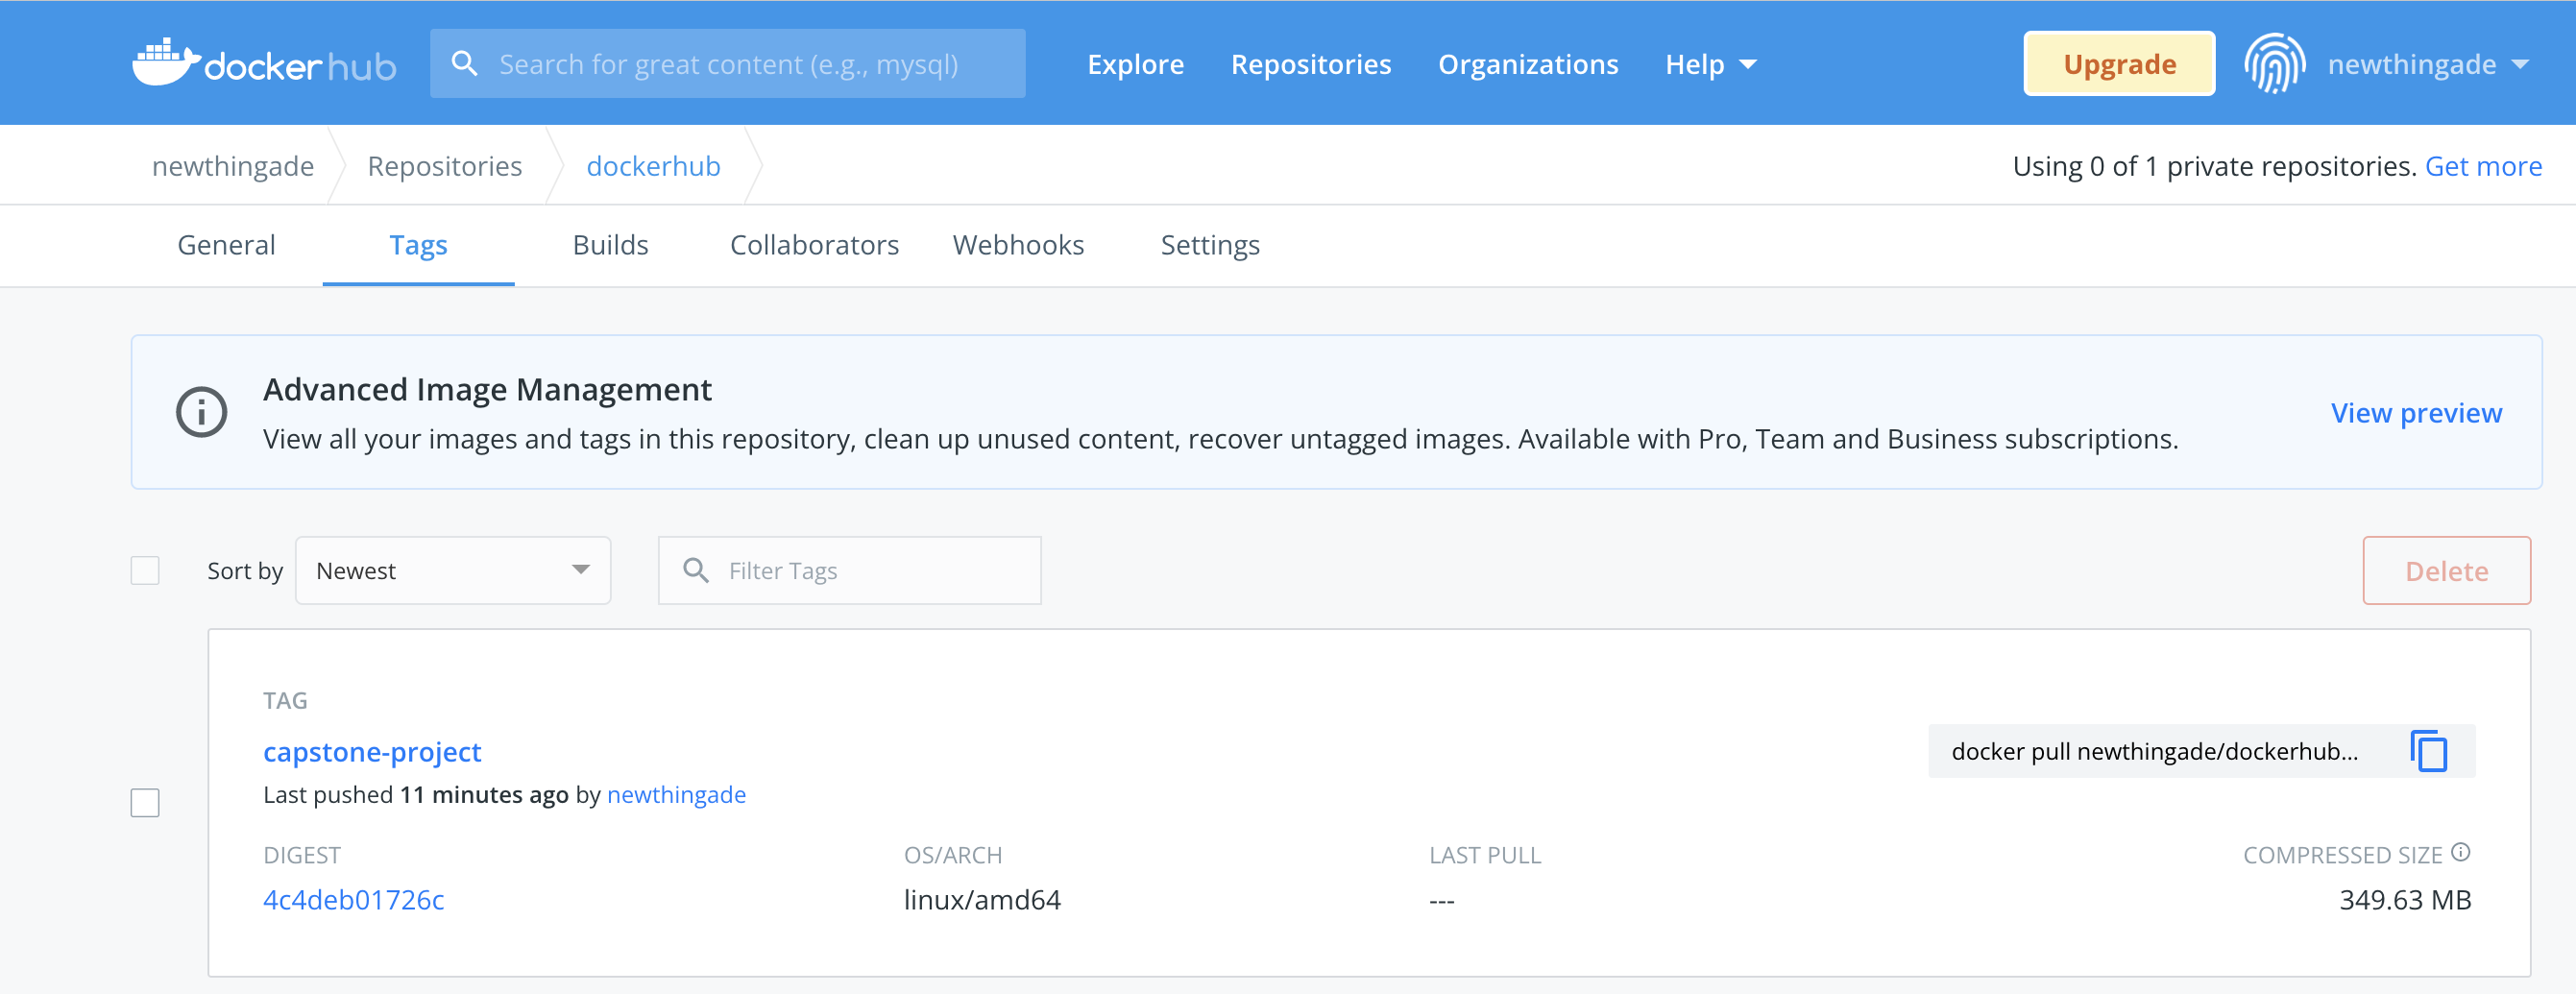 dockerhub
Search for great content (e.g., mysql)
Explore
Repositories
Organizations
Help
Upgrade
newthingade
newthingade
Repositories
dockerhub
Using 0 of 1 private repositories. Get more
General
Tags
Builds
Collaborators
Webhooks
Settings
Advanced Image Management
View all your images and tags in this repository, clean up unused content, recover untagged images. Available with Pro, Team and Business subscriptions.
View preview
Sort by
Newest
Filter Tags
Delete
TAG
capstone-project
docker pull newthingade/dockerhub...
Last pushed 11 minutes ago by newthingade
DIGEST
OS/ARCH
LAST PULL
COMPRESSED SIZE
4c4deb01726c
linux/amd64
---
349.63 MB